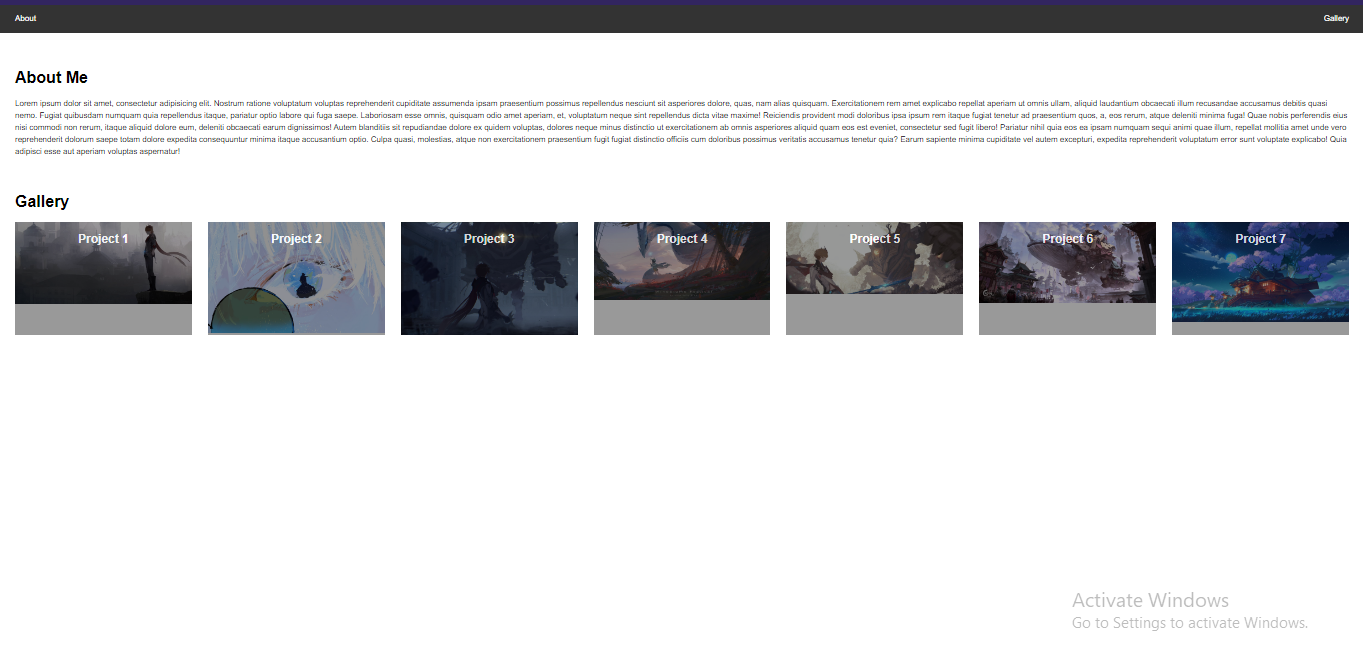 About
Gallery
About Me
Lorem ipsum dolor sit amet, consectetur adipisicing elit. Nostrum ratione voluptatum voluptas reprehenderit cupiditate assumenda ipsam praesentium possimus repellendus nesciunt sit asperiores dolore, quas, nam alias quisquam. Exercitationem rem amet explicabo repellat aperiam ut omnis ullam, aliquid laudantium obcaecati illum recusandae accusamus debitis quasi
nemo. Fugiat quibusdam numquam quia repellendus itaque, pariatur optio labore qui fuga saepe. Laboriosam esse omnis, quisquam odio amet aperiam, et, voluptatum neque sint repellendus dicta vitae maxime! Reiciendis provident modi doloribus ipsa ipsum rem itaque fugiat tenetur ad praesentium quos, a, eos rerum, atque deleniti minima fuga! Quae nobis perferendis eius
nisi commodi non rerum, itaque aliquid dolore eum, deleniti obcaecati earum dignissimos! Autem blanditiis sit repudiandae dolore ex quidem voluptas, dolores neque minus distinctio ut exercitationem ab omnis asperiores aliquid quam eos est eveniet, consectetur sed fugit libero! Pariatur nihil quia eos ea ipsam numquam sequi animi quae illum, repellat mollitia amet unde vero
reprehenderit dolorum saepe totam dolore expedita consequuntur minima itaque accusantium optio. Culpa quasi, molestias, atque non exercitationem praesentium fugit fugiat distinctio officiis cum doloribus possimus veritatis accusamus tenetur quia? Earum sapiente minima cupiditate vel autem excepturi, expedita reprehenderit voluptatum error sunt voluptate explicabo! Quia
adipisci esse aut aperiam voluptas aspernatur!
Gallery
Project 1
Project 2
Project 3
Project 4
Project 5
Project 6
Project 7
Activate Windows
Go to Settings to activate Windows.